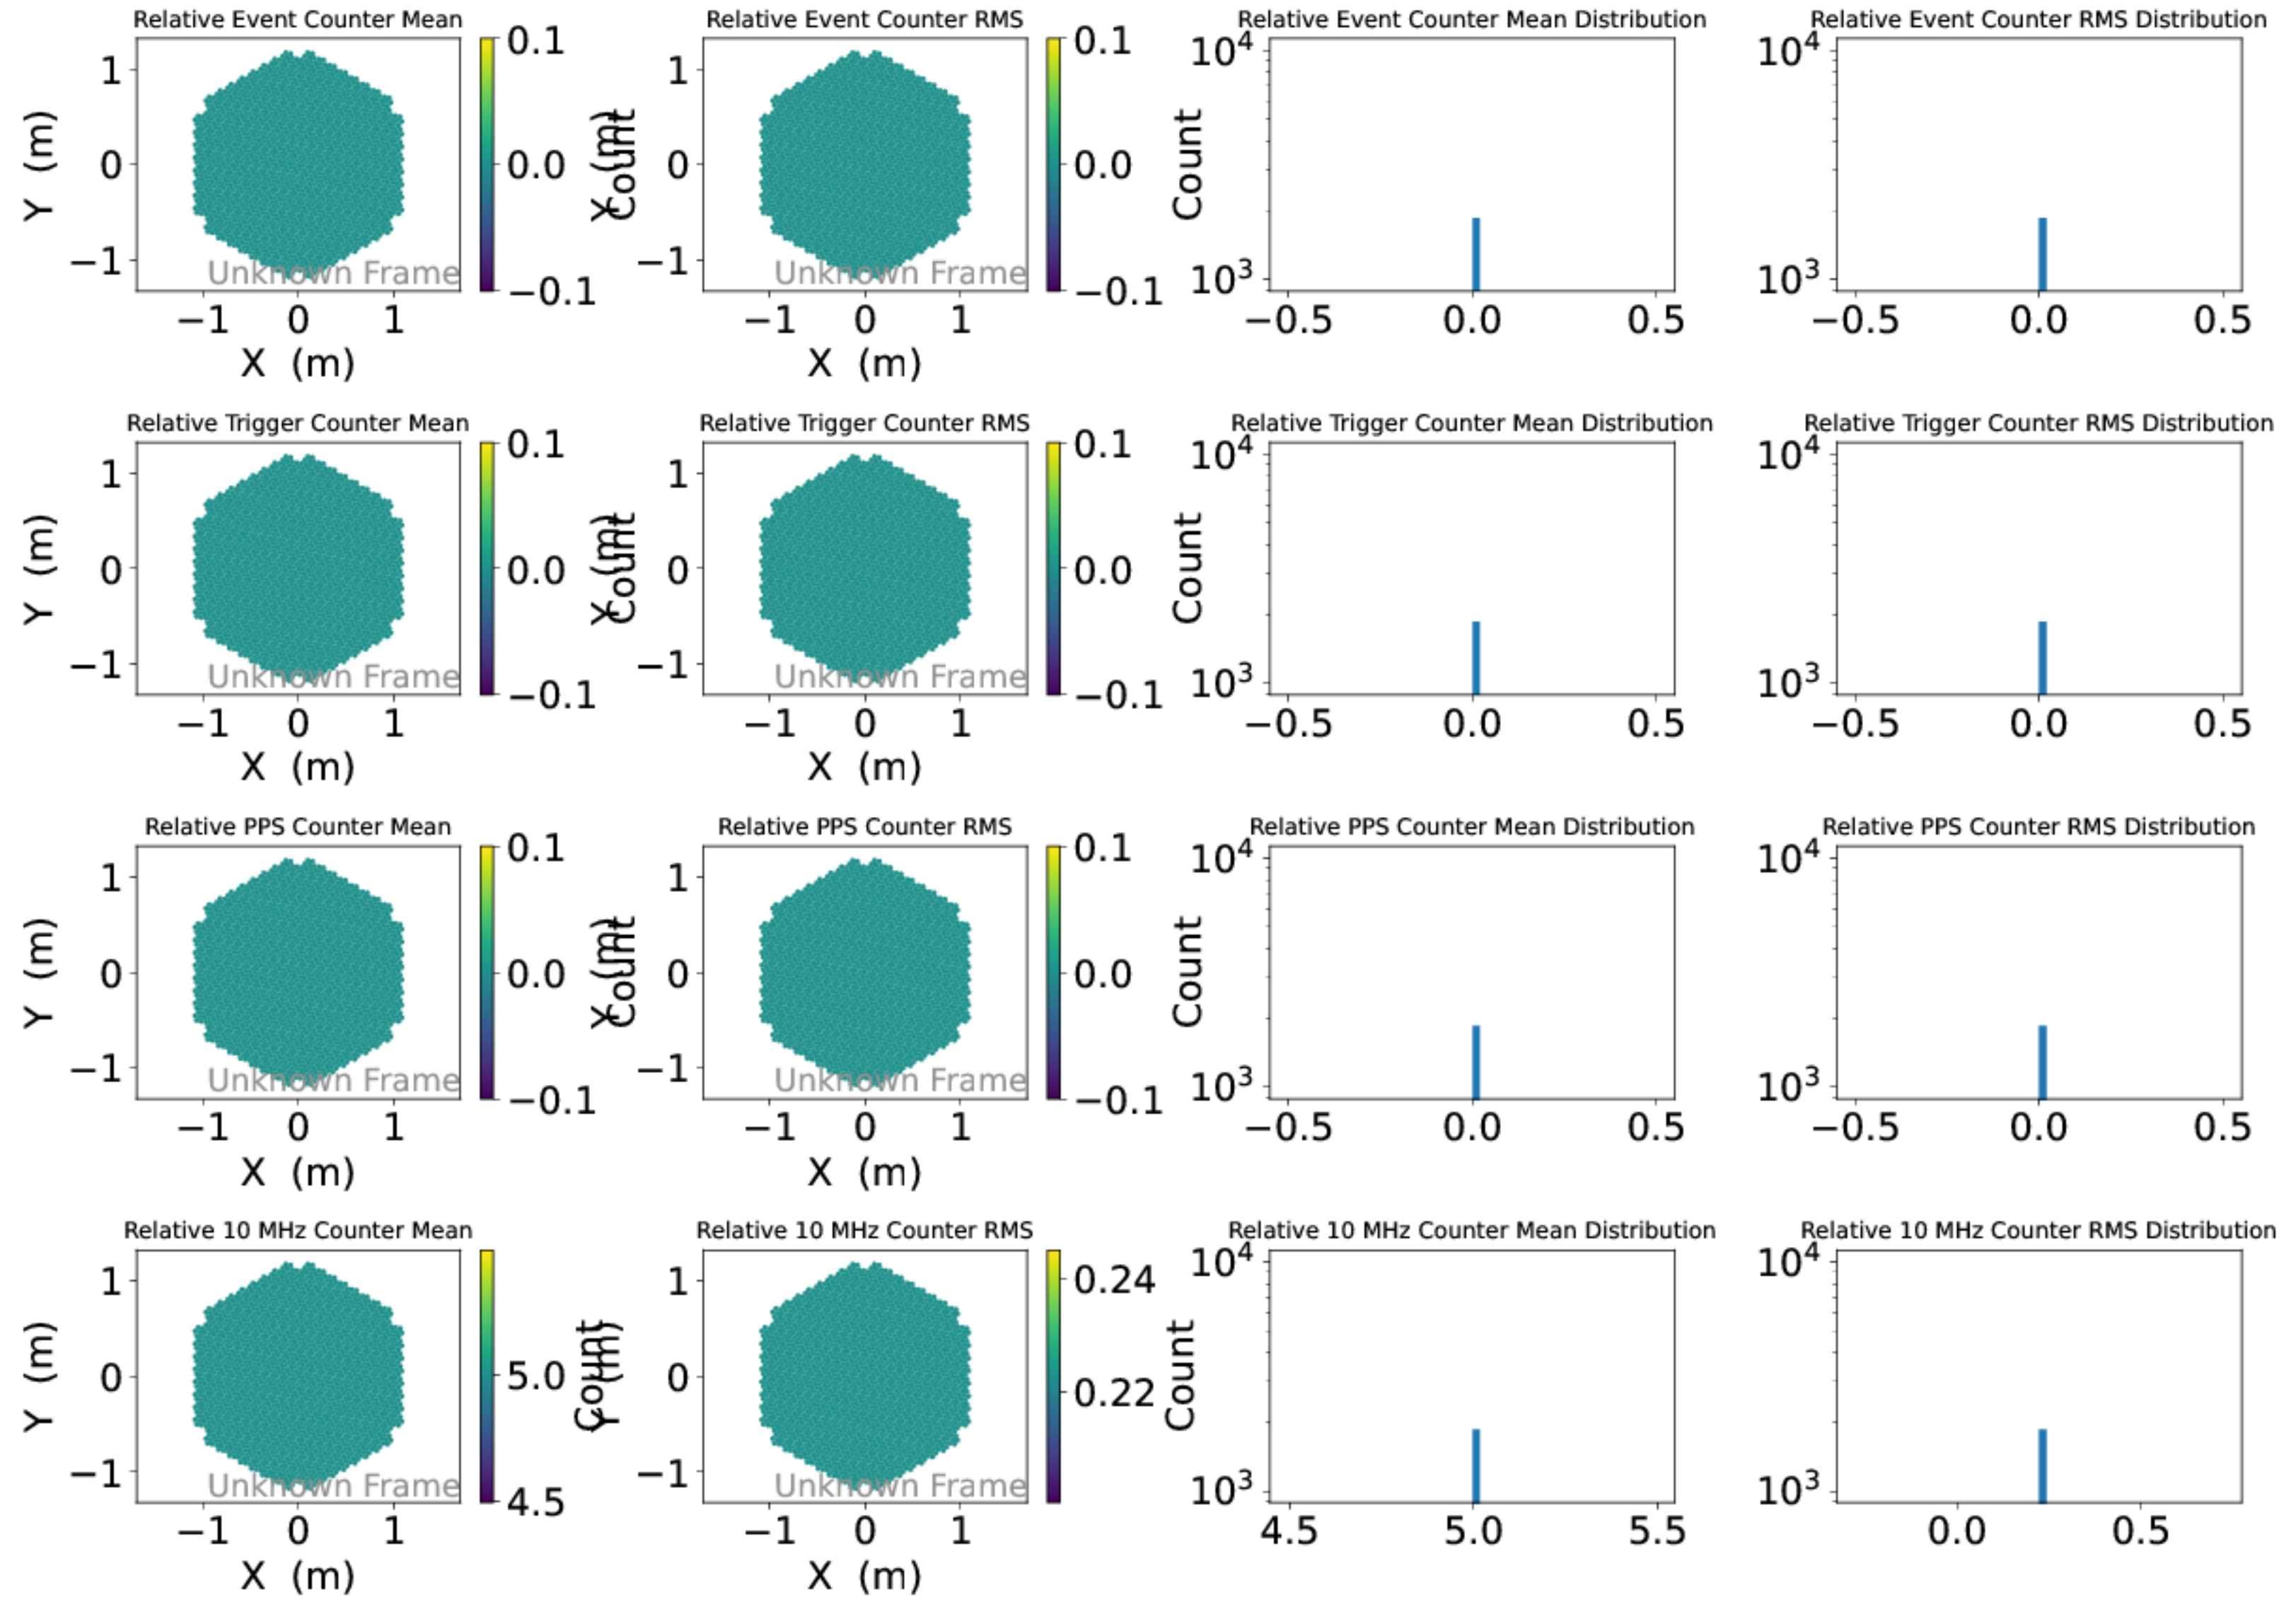 Relative Event Counter Mean
Relative Event Counter RMS
Relative Event Counter Mean Distribution
Relative Event Counter RMS Distribution
Y (m)
1
0
−1
Unknown Frame
−1 0 1
X (m)
0.1
0.0
−0.1
Y (m)
Count
1
0
−1
Unknown Frame
−1 0 1
X (m)
0.1
0.0
−0.1
Count
10⁴
10³
−0.5 0.0 0.5
10⁴
10³
−0.5 0.0 0.5
Relative Trigger Counter Mean
Relative Trigger Counter RMS
Relative Trigger Counter Mean Distribution
Relative Trigger Counter RMS Distribution
Y (m)
1
0
−1
Unknown Frame
−1 0 1
X (m)
0.1
0.0
−0.1
Y (m)
Count
1
0
−1
Unknown Frame
−1 0 1
X (m)
0.1
0.0
−0.1
Count
10⁴
10³
−0.5 0.0 0.5
10⁴
10³
−0.5 0.0 0.5
Relative PPS Counter Mean
Relative PPS Counter RMS
Relative PPS Counter Mean Distribution
Relative PPS Counter RMS Distribution
Y (m)
1
0
−1
Unknown Frame
−1 0 1
X (m)
0.1
0.0
−0.1
Y (m)
Count
1
0
−1
Unknown Frame
−1 0 1
X (m)
0.1
0.0
−0.1
Count
10⁴
10³
−0.5 0.0 0.5
10⁴
10³
−0.5 0.0 0.5
Relative 10 MHz Counter Mean
Relative 10 MHz Counter RMS
Relative 10 MHz Counter Mean Distribution
Relative 10 MHz Counter RMS Distribution
Y (m)
1
0
−1
Unknown Frame
−1 0 1
X (m)
5.0
4.5
Count
Y (m)
1
0
−1
Unknown Frame
−1 0 1
X (m)
0.24
0.22
Count
10⁴
10³
4.5 5.0 5.5
10⁴
10³
0.0 0.5